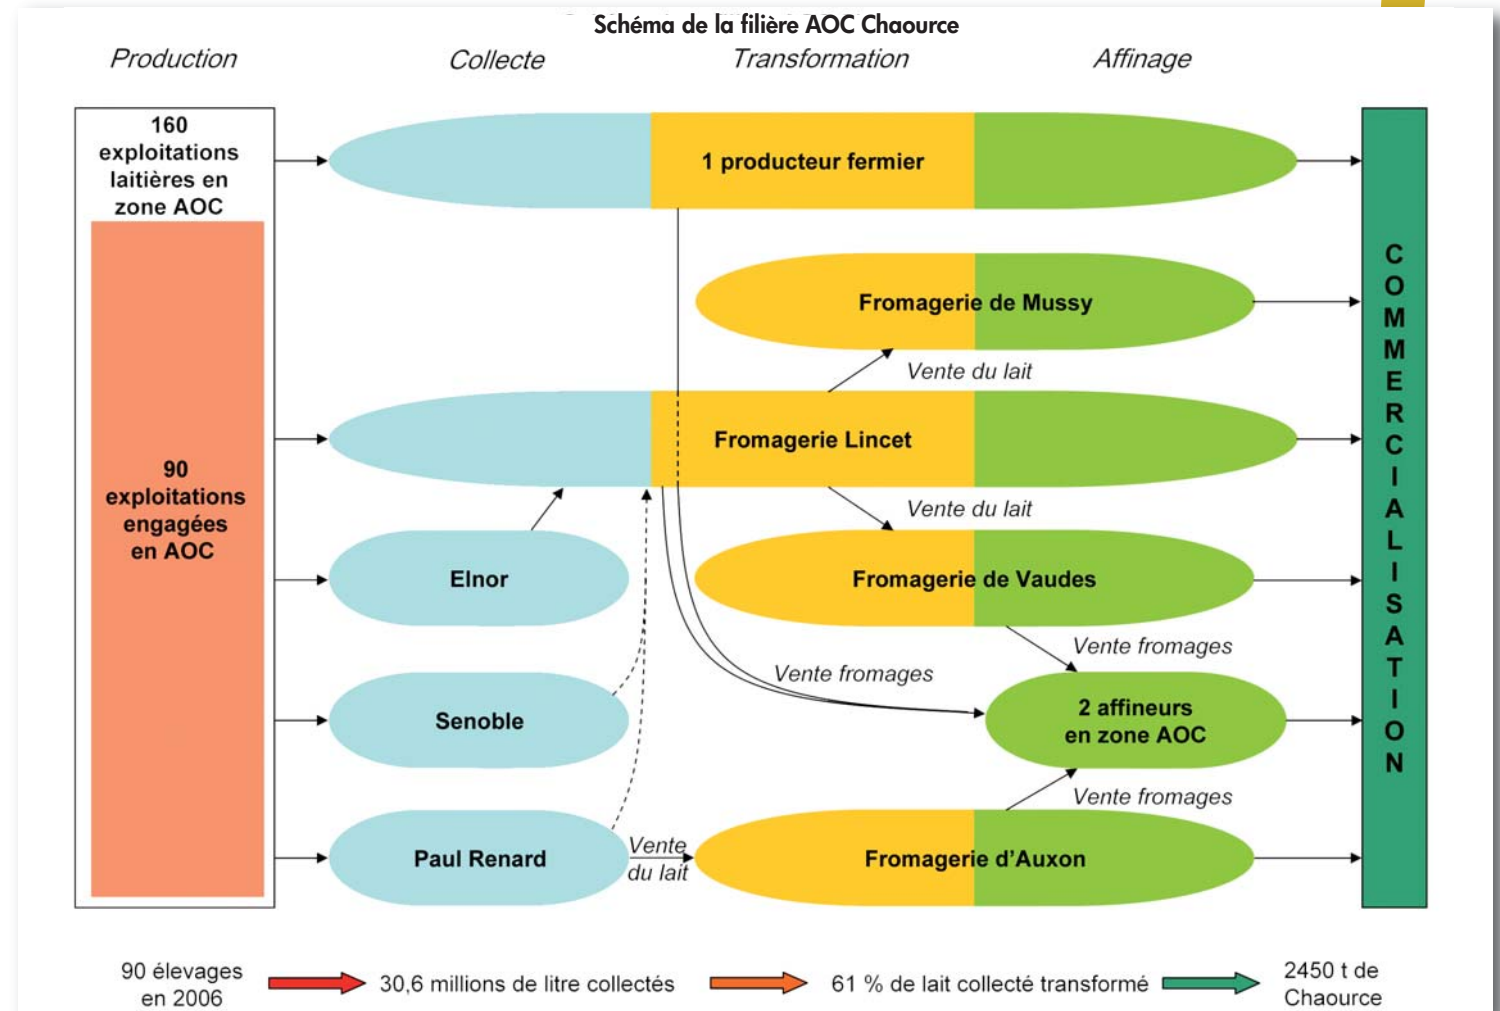 Schéma de la filière AOC Chaource
Production
Collecte
Transformation
Affinage
160
exploitations
laitières en
zone AOC
90
exploitations
engagées
en AOC
1 producteur fermier
Fromagerie de Mussy
Vente du lait
Fromagerie Lincet
Vente du lait
Elnor
Fromagerie de Vaudes
Vente fromages
Vente fromages
Senoble
2 affineurs
en zone AOC
Vente fromages
Paul Renard
Vente
du lait
Fromagerie d'Auxon
COMMERCIALISATION
90 élevages
en 2006
30,6 millions de litre collectés
61 % de lait collecté transformé
2450 t de
Chaource